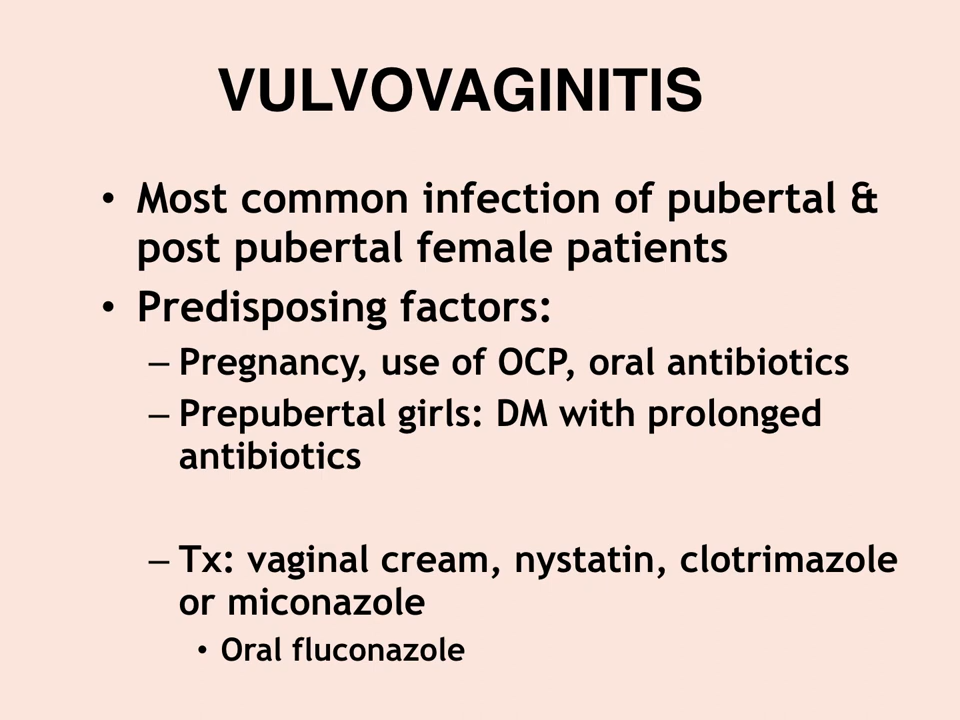 VULVOVAGINITIS
• Most common infection of pubertal &
post pubertal female patients
• Predisposing factors:
– Pregnancy, use of OCP, oral antibiotics
– Prepubertal girls: DM with prolonged
antibiotics
– Tx: vaginal cream, nystatin, clotrimazole
or miconazole
• Oral fluconazole